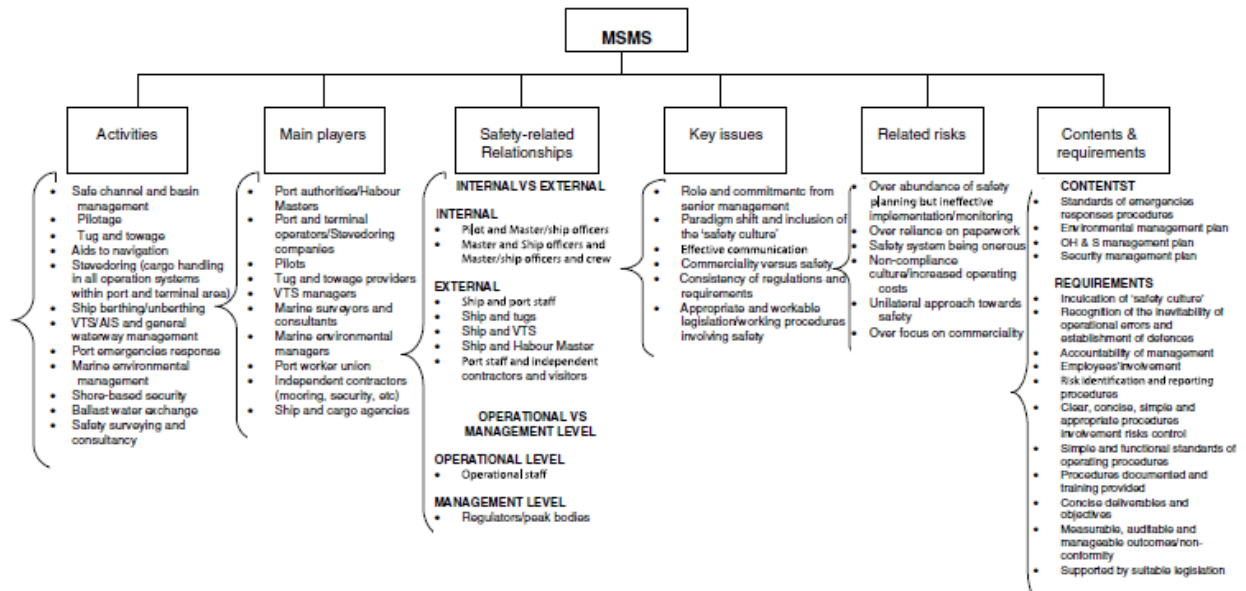 MSMS
Activities
Safe channel and basin
management
Pilotage
Tug and towage
Aids to navigation
Stevedoring (cargo handling
in all operation systems
within port and terminal area)
Ship berthing/unberthing
VTS/AIS and general
waterway management
Port emergencies response
Marine environmental
management
Shore-based security
Ballast water exchange
Safety surveying and
consultancy
Main players
Port authorities/Habour
Masters
Port and terminal
operators/Stevedoring
companies
Pilots
Tug and towage providers
VTS managers
Marine surveyors and
consultants
Marine environmental
managers
Port worker union
Independent contractors
(mooring, security, etc)
Ship and cargo agencies
Safety-related
Relationships
INTERNAL VS EXTERNAL
INTERNAL
Pilot and Master/ship officers
Master and Ship officers and
Master/ship officers and crew
EXTERNAL
Ship and port staff
Ship and tugs
Ship and VTS
Ship and Habour Master
Port staff and independent
contractors and visitors
OPERATIONAL VS
MANAGEMENT LEVEL
OPERATIONAL LEVEL
Operational staff
MANAGEMENT LEVEL
Regulators/peak bodies
Key issues
Role and commitment from
senior management
Paradigm shift and inclusion of
the 'safety culture'
Effective communication
Commerciality versus safety
Consistency of regulations and
requirements
Appropriate and workable
legislation/working procedures
involving safety
Related risks
Over abundance of safety
planning but ineffective
implementation/monitoring
Over reliance on paperwork
Safety system being onerous
Non-compliance
culture/increased operating
costs
Unilateral approach towards
safety
Over focus on commerciality
Contents &
requirements
CONTENTST
Standards of emergencies
responses procedures
Environmental management plan
OH & S management plan
Security management plan
REQUIREMENTS
Inculcation of 'safety culture'
Recognition of the inevitability of
operational errors and
establishment of defences
Accountability of management
Employees'involvement
Risk identification and reporting
procedures
Clear, concise, simple and
appropriate procedures
involvement risks control
Simple and functional standards of
operating procedures
Procedures documented and
training provided
Concise deliverables and
objectives
Measurable, auditable and
manageable outcomes/non-
conformity
Supported by suitable legislation